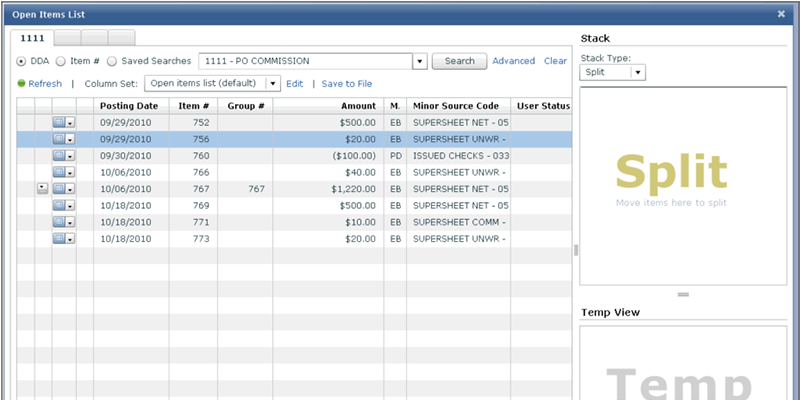 Open Items List
1111
DDA Item # Saved Searches 1111 - PO COMMISSION Search Advanced Clear
Refresh | Column Set: Open items list (default) Edit | Save to File
Posting Date Item # Group # Amount M. Minor Source Code User Status
09/29/2010 752 $500.00 EB SUPERSHEET NET - 05
09/29/2010 756 $20.00 EB SUPERSHEET UNWR -
09/30/2010 760 ($100.00) PD ISSUED CHECKS - 033
10/06/2010 766 $40.00 EB SUPERSHEET UNWR -
10/06/2010 767 767 $1,220.00 EB SUPERSHEET NET - 05
10/18/2010 769 $500.00 EB SUPERSHEET NET - 05
10/18/2010 771 $10.00 EB SUPERSHEET COMM -
10/18/2010 773 $20.00 EB SUPERSHEET UNWR -
Stack
Stack Type:
Split
Split
Move items here to split
Temp View
Temp